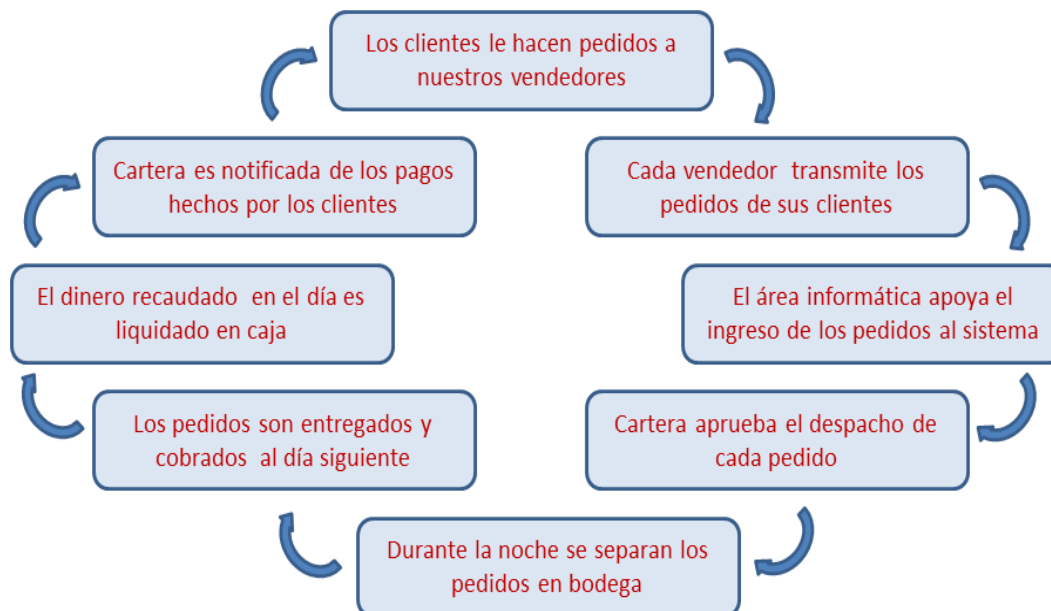 Los clientes le hacen pedidos a
nuestros vendedores
Cada vendedor transmite los
pedidos de sus clientes
El área informática apoya el
ingreso de los pedidos al sistema
Cartera aprueba el despacho de
cada pedido
Durante la noche se separan los
pedidos en bodega
Los pedidos son entregados y
cobrados al día siguiente
El dinero recaudado en el día es
liquidado en caja
Cartera es notificada de los pagos
hechos por los clientes